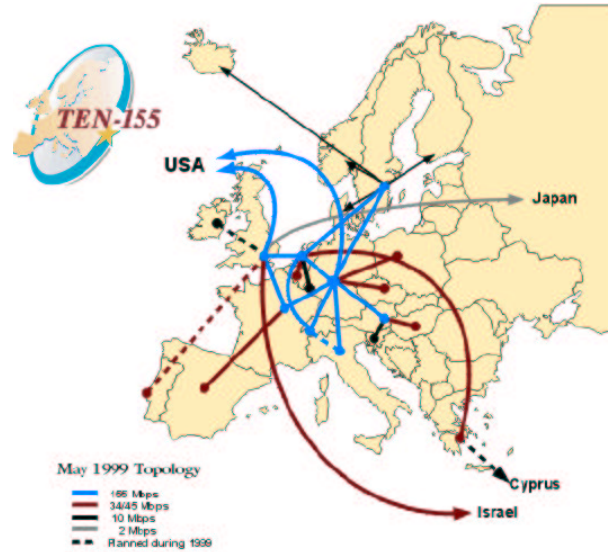 TEN-155
USA
Japan
Cyprus
Israel
May 1999 Topology
155 Mbps
34/45 Mbps
10 Mbps
2 Mbps
Planned during 1999